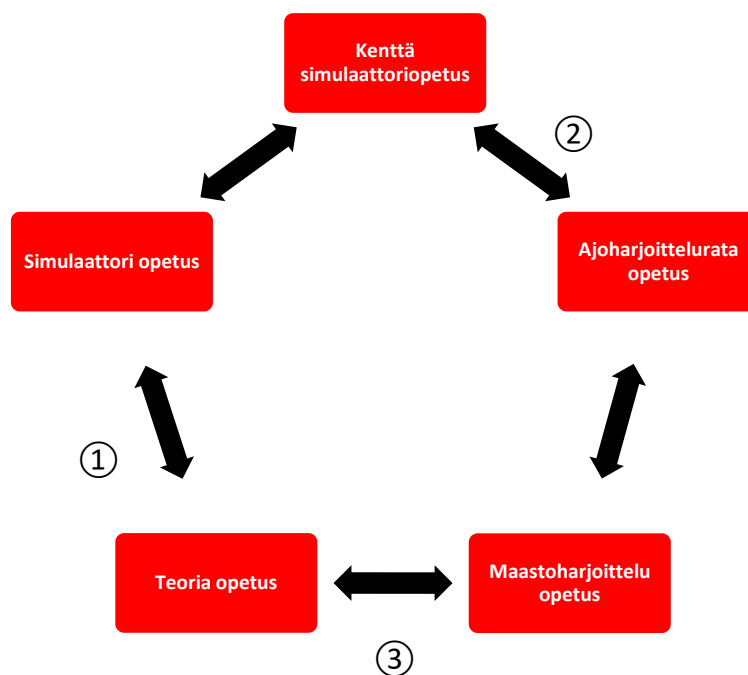 Kenttä
simulaattoriopetus
②
Simulaattori opetus
Ajoharjoittelurata
opetus
①
Teoria opetus
Maastoharjoittelu
opetus
③